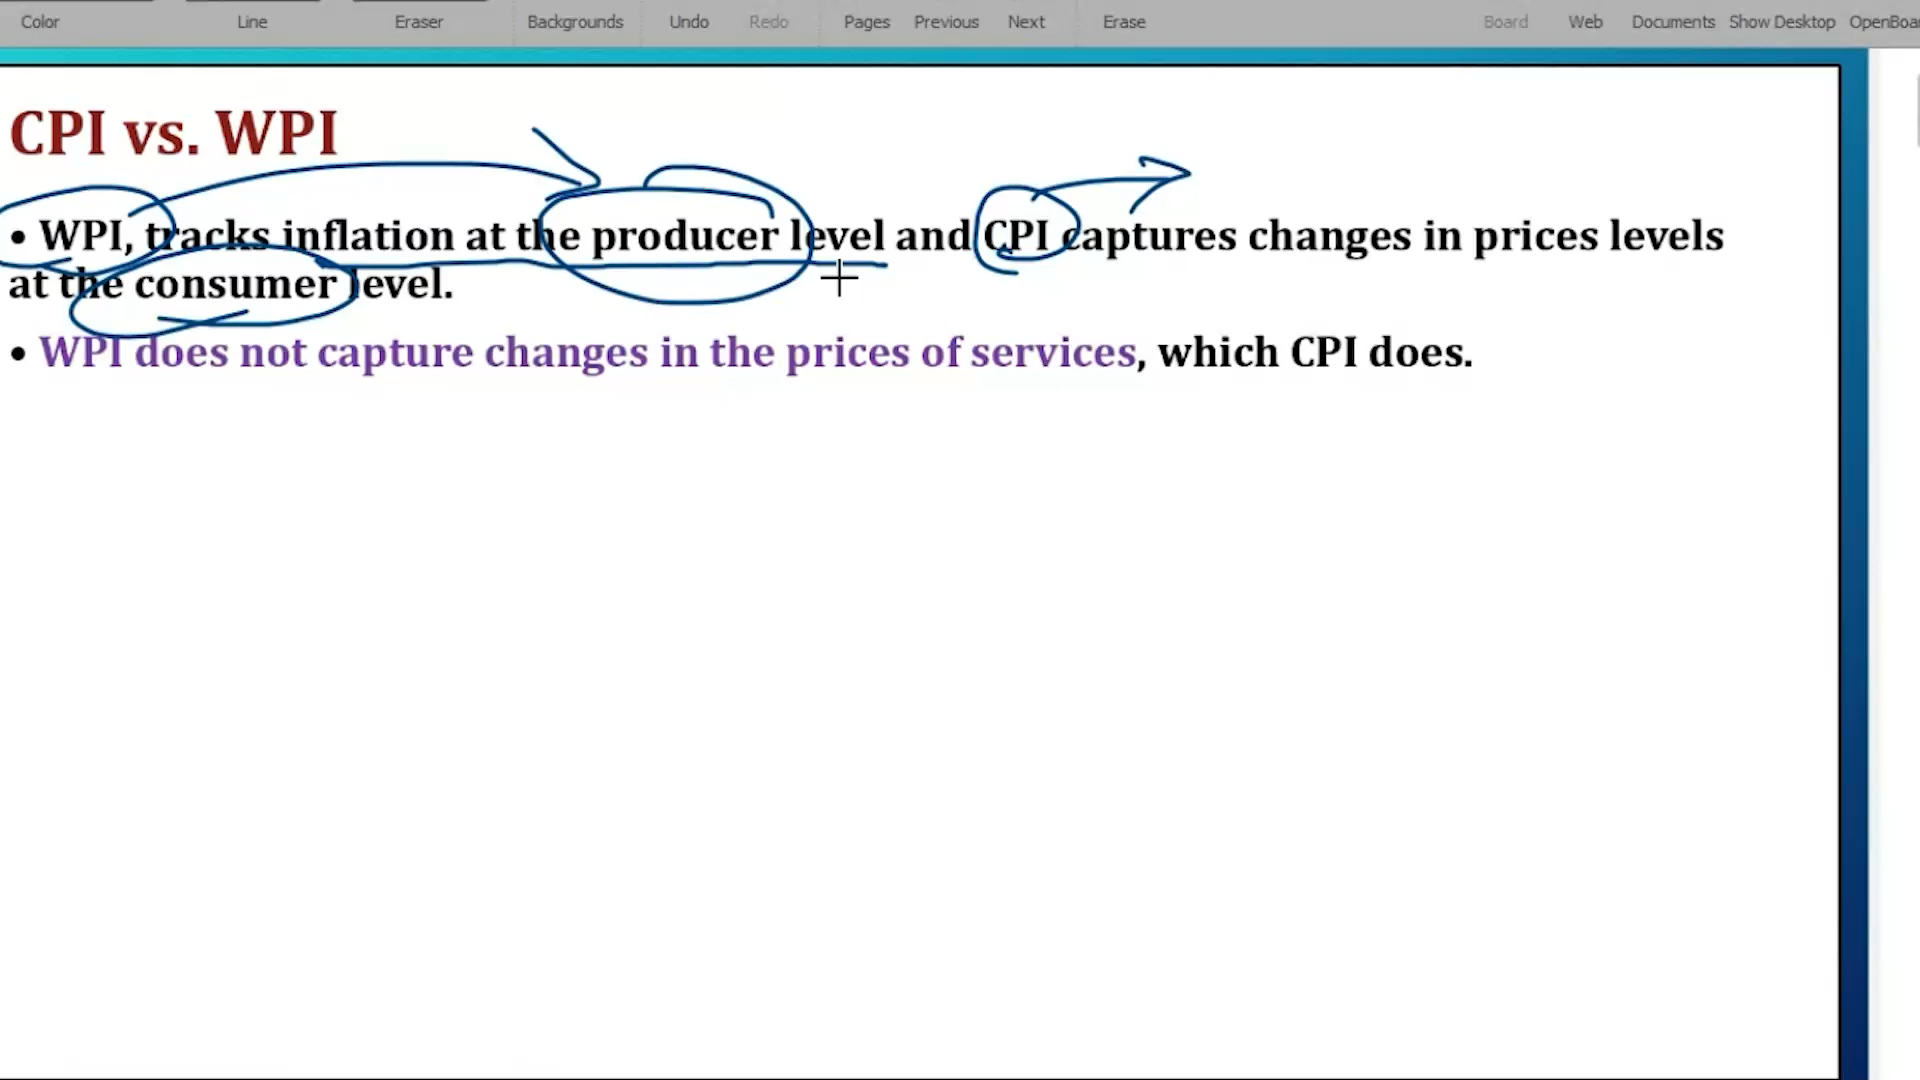 Color Line Eraser Backgrounds Undo Redo Pages Previous Next Erase Board Web Documents Show Desktop OpenBoar
CPI vs. WPI
• WPI, tracks inflation at the producer level and CPI captures changes in prices levels
at the consumer level.
• WPI does not capture changes in the prices of services, which CPI does.